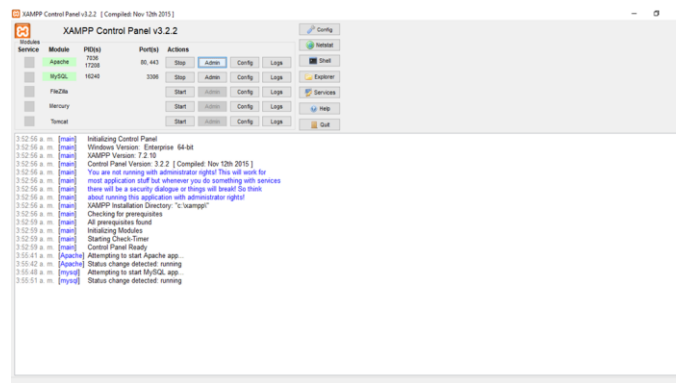 XAMPP Control Panel v3.2.2 [ Compiled: Nov 12th 2015 ]
XAMPP Control Panel v3.2.2
Config
Modules
Service Module PID(s) Port(s) Actions
Netstat
Apache 7036 17208 80, 443 Stop Admin Config Logs
Shell
MySQL 16240 3306 Stop Admin Config Logs
Explorer
FileZilla Start Admin Config Logs
Services
Mercury Start Admin Config Logs
Help
Tomcat Start Admin Config Logs
Quit
3:52:56 a. m. [main] Initializing Control Panel
3:52:56 a. m. [main] Windows Version: Enterprise 64-bit
3:52:56 a. m. [main] XAMPP Version: 7.2.10
3:52:56 a. m. [main] Control Panel Version: 3.2.2 [ Compiled: Nov 12th 2015 ]
3:52:56 a. m. [main] You are not running with administrator rights! This will work for
3:52:56 a. m. [main] most application stuff but whenever you do something with services
3:52:56 a. m. [main] there will be a security dialogue or things will break! So think
3:52:56 a. m. [main] about running this application with administrator rights!
3:52:56 a. m. [main] XAMPP Installation Directory: "c:\xampp\"
3:52:56 a. m. [main] Checking for prerequisites
3:52:59 a. m. [main] All prerequisites found
3:52:59 a. m. [main] Initializing Modules
3:52:59 a. m. [main] Starting Check-Timer
3:52:59 a. m. [main] Control Panel Ready
3:55:41 a. m. [Apache] Attempting to start Apache app...
3:55:42 a. m. [Apache] Status change detected: running
3:55:48 a. m. [mysql] Attempting to start MySQL app...
3:55:51 a. m. [mysql] Status change detected: running